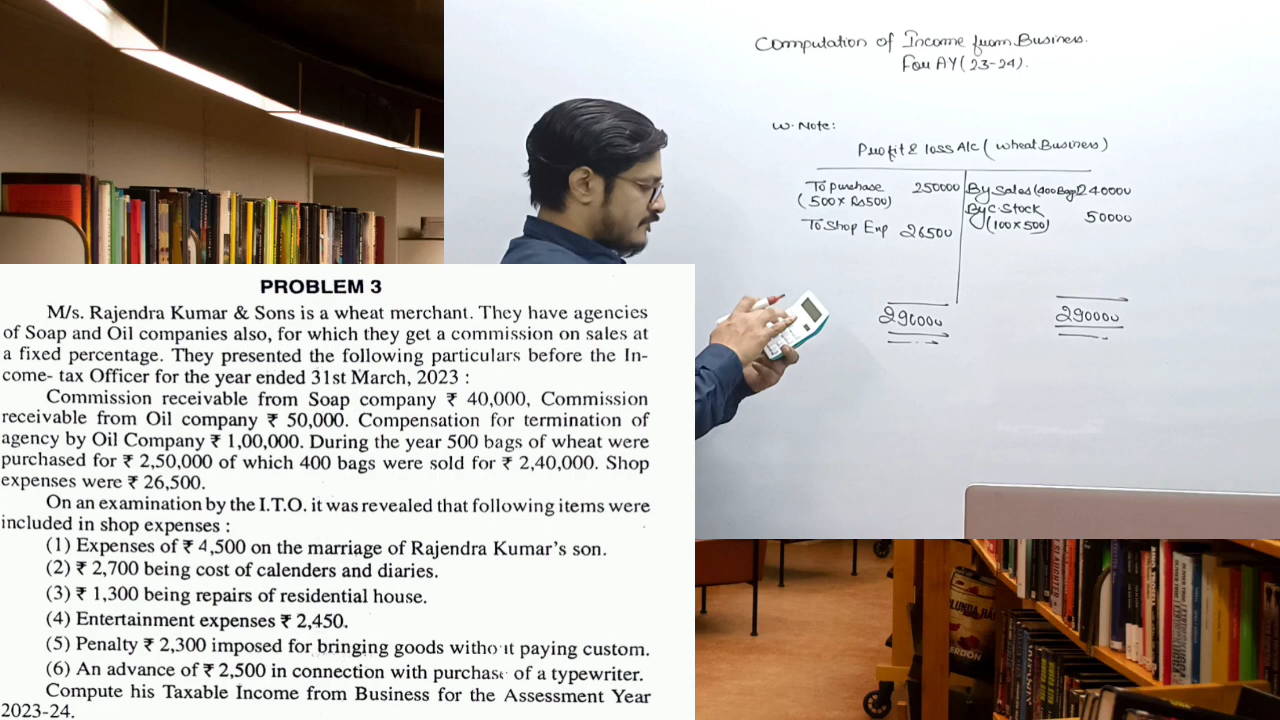 Computation of Income from Business.
For AY (23-24).
W. Note:
Profit & loss A/c ( wheat Business)
To purchase 250000 By Sales (400 Bag) 240000
(500 x Rs500) By C. Stock 50000
(100 x 500)
To Shop Exp 26500
290000 290000
PROBLEM 3
M/s. Rajendra Kumar & Sons is a wheat merchant. They have agencies
of Soap and Oil companies also, for which they get a commission on sales at
a fixed percentage. They presented the following particulars before the In-
come- tax Officer for the year ended 31st March, 2023 :
Commission receivable from Soap company ₹ 40,000, Commission
receivable from Oil company ₹ 50,000. Compensation for termination of
agency by Oil Company ₹ 1,00,000. During the year 500 bags of wheat were
purchased for ₹ 2,50,000 of which 400 bags were sold for ₹ 2,40,000. Shop
expenses were ₹ 26,500.
On an examination by the I.T.O. it was revealed that following items were
included in shop expenses :
(1) Expenses of ₹ 4,500 on the marriage of Rajendra Kumar's son.
(2) ₹ 2,700 being cost of calenders and diaries.
(3) ₹ 1,300 being repairs of residential house.
(4) Entertainment expenses ₹ 2,450.
(5) Penalty ₹ 2,300 imposed for bringing goods without paying custom.
(6) An advance of ₹ 2,500 in connection with purchase of a typewriter.
Compute his Taxable Income from Business for the Assessment Year
2023-24.